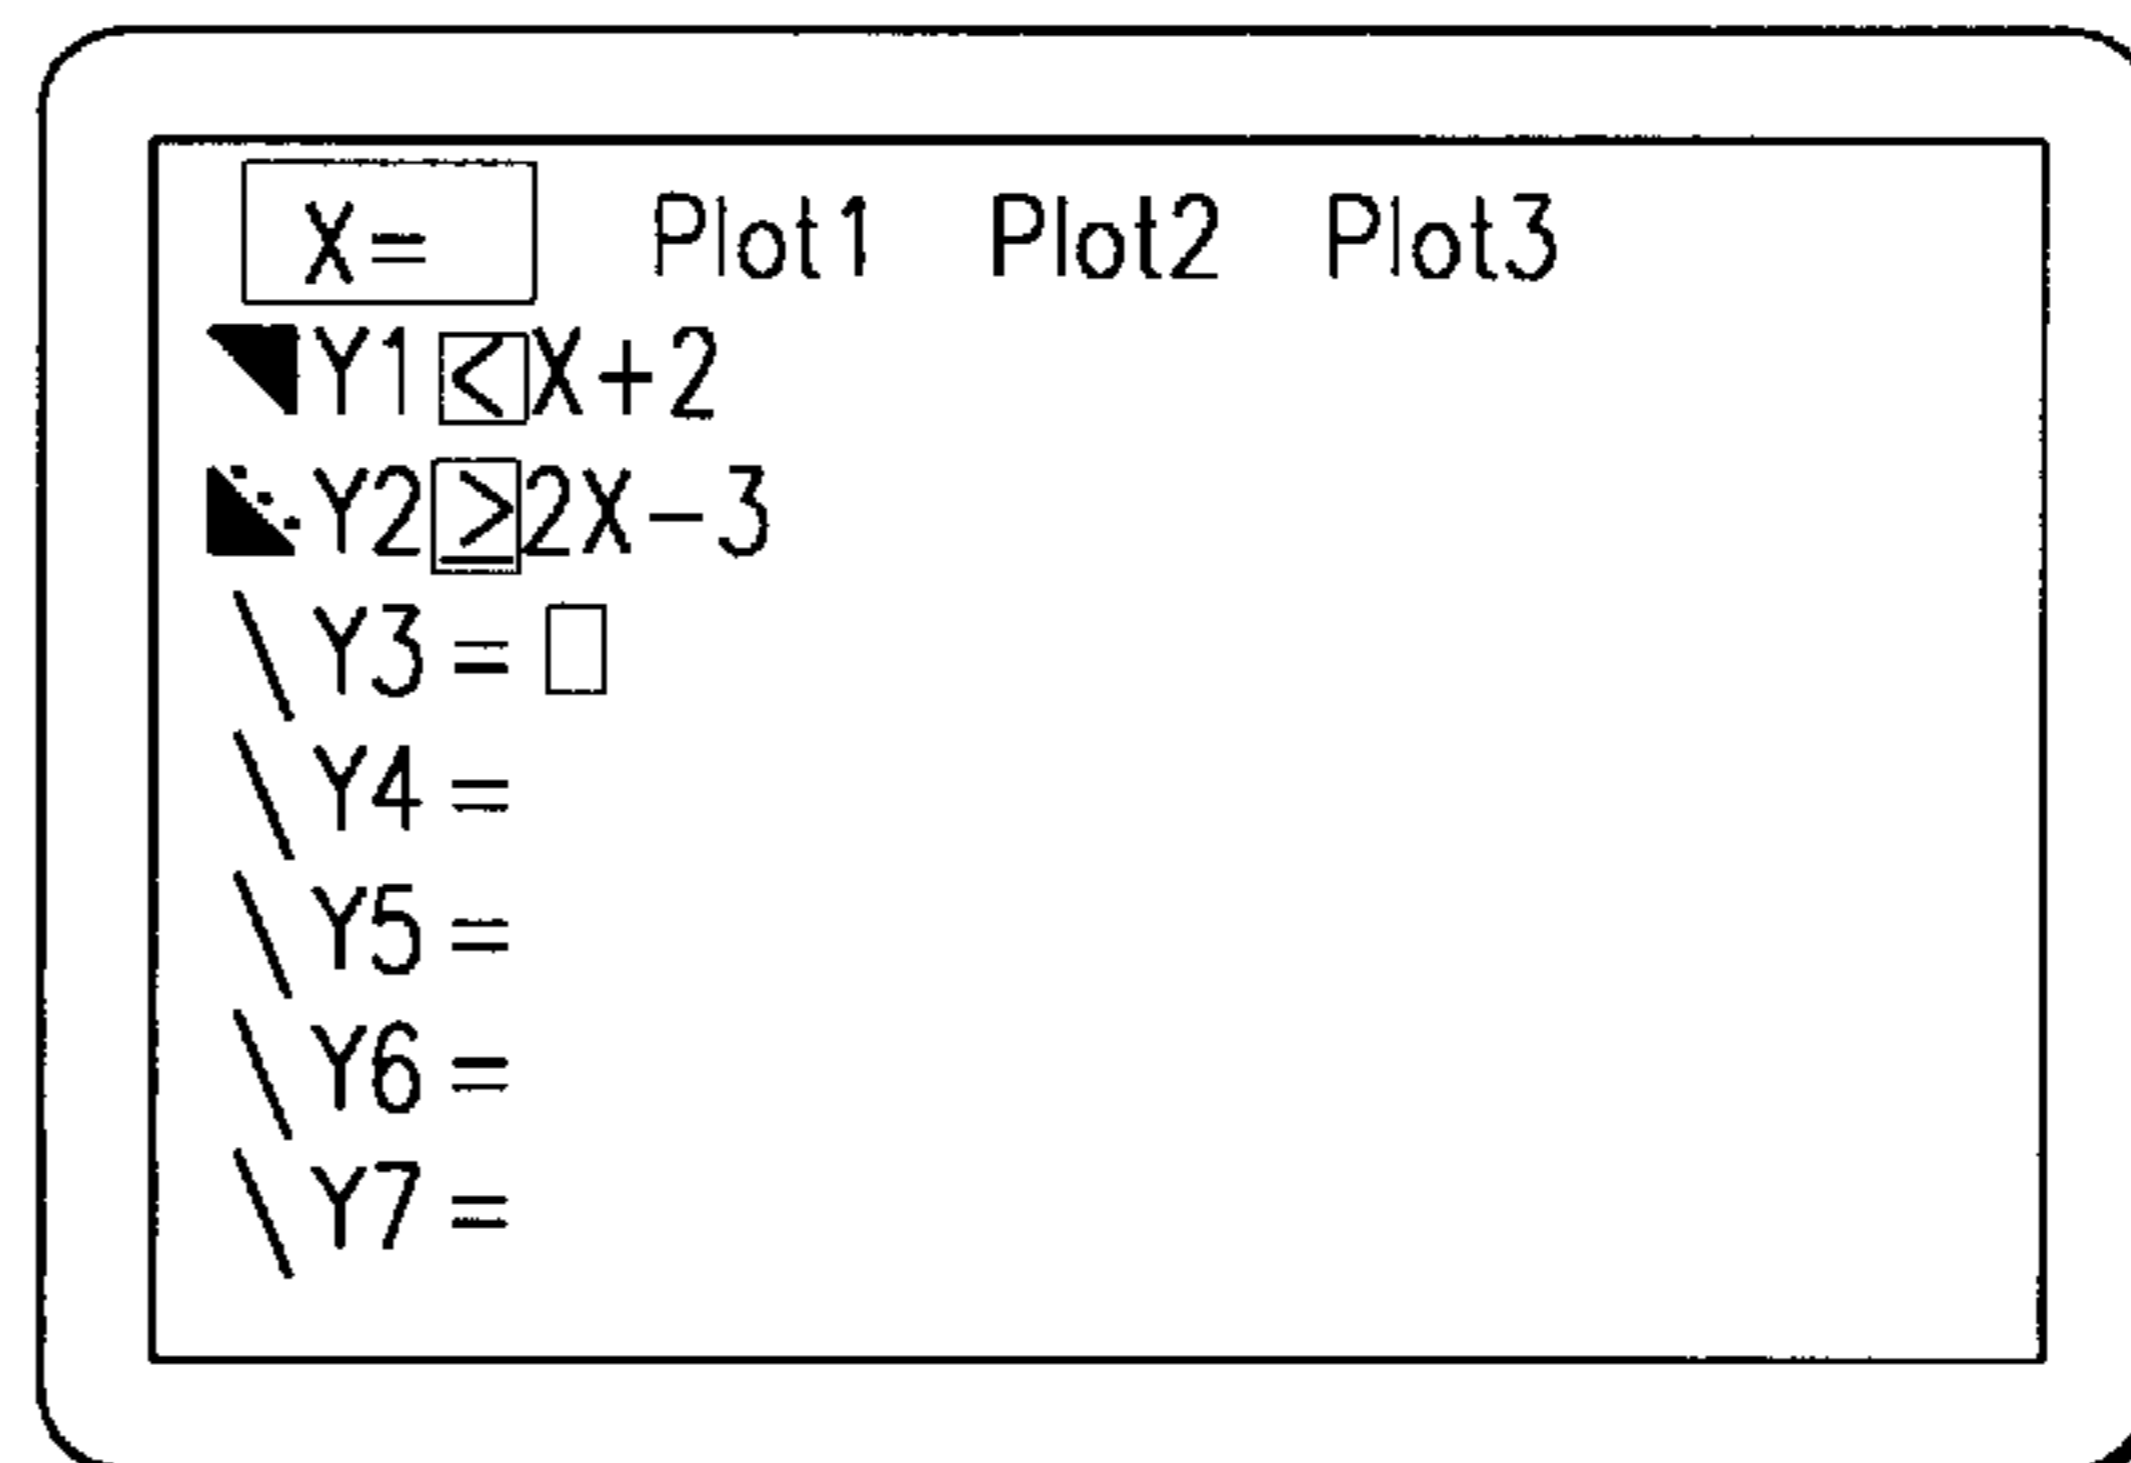 X= Plot1 Plot2 Plot3
Y1<X+2
Y2≥2X-3
\Y3=
\Y4=
\Y5=
\Y6=
\Y7=